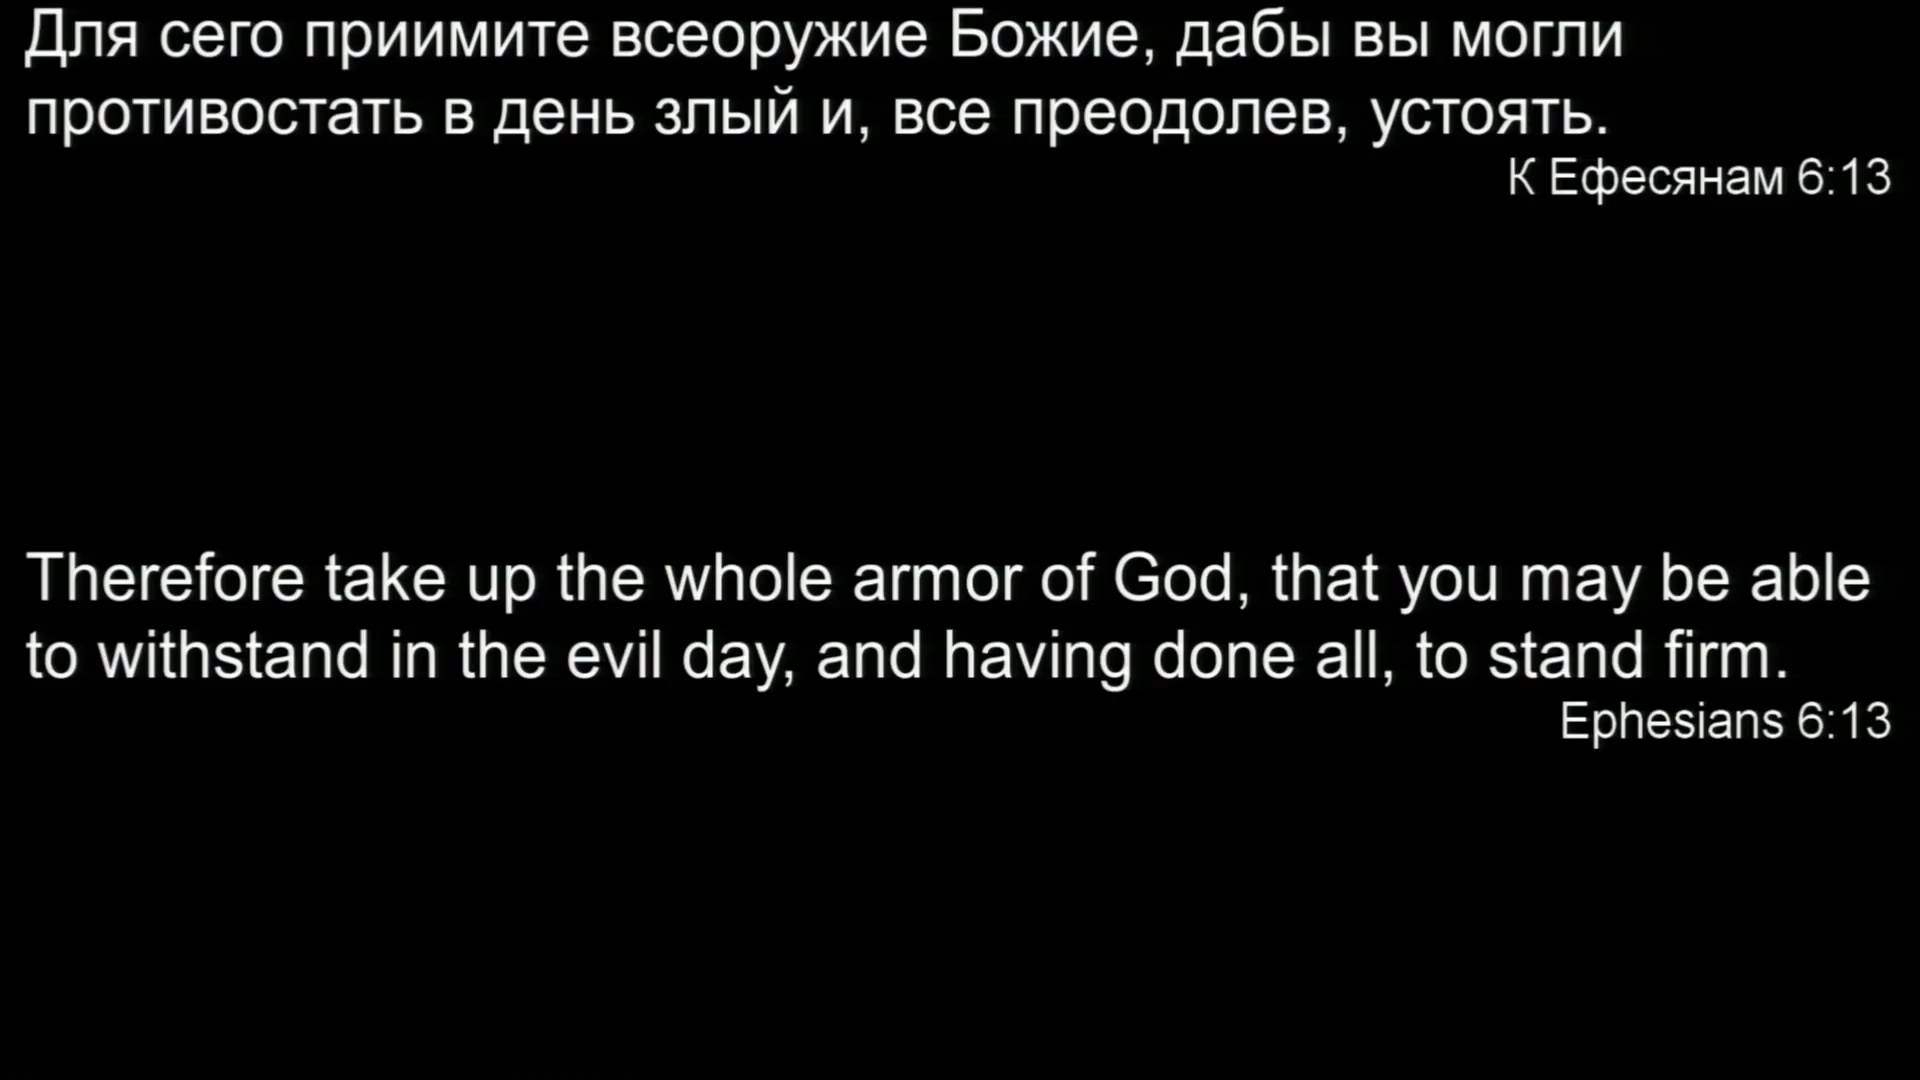 Для сего приимите всеоружие Божие, дабы вы могли
противостать в день злый и, все преодолев, устоять.
К Ефесянам 6:13
Therefore take up the whole armor of God, that you may be able
to withstand in the evil day, and having done all, to stand firm.
Ephesians 6:13